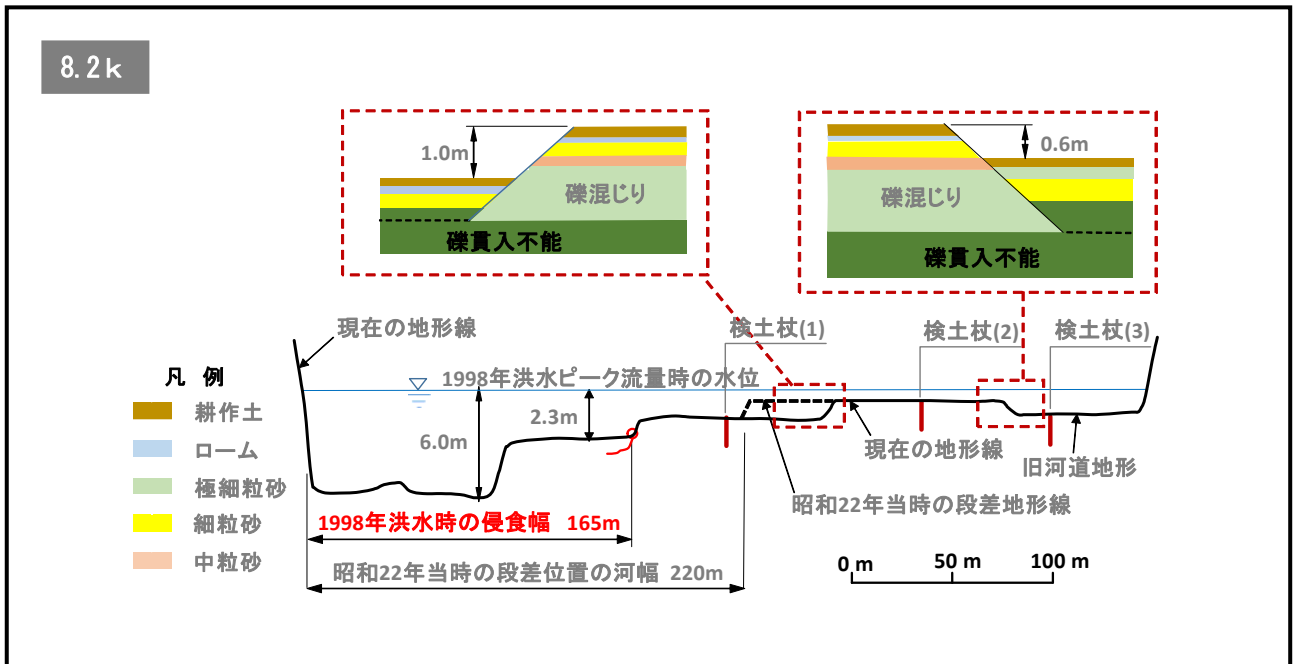 8.2k
1.0m
礫混じり
礫貫入不能
0.6m
礫混じり
礫貫入不能
現在の地形線
検土杖(1)
検土杖(2)
検土杖(3)
凡 例
耕作土
ローム
極細粒砂
細粒砂
中粒砂
1998年洪水ピーク流量時の水位
2.3m
6.0m
現在の地形線
旧河道地形
昭和22年当時の段差地形線
1998年洪水時の侵食幅 165m
昭和22年当時の段差位置の河幅 220m
0 m 50 m 100 m